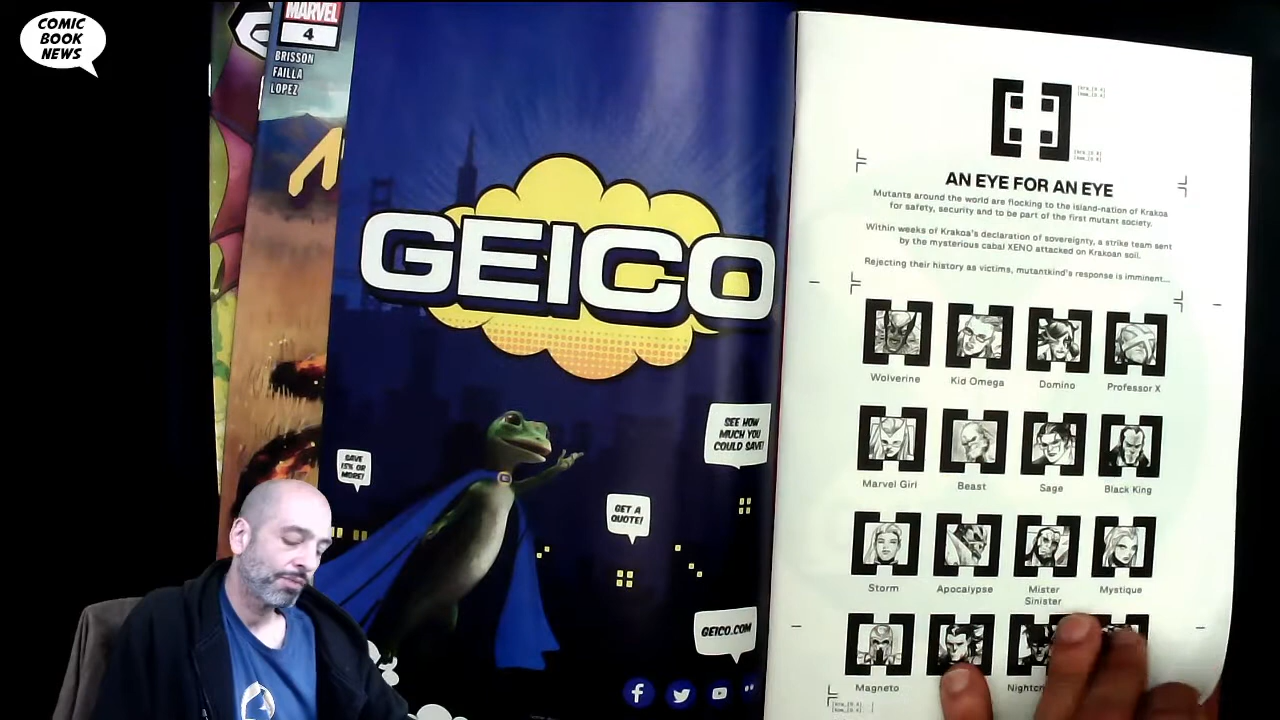 COMIC
BOOK
NEWS
MARVEL
4
BRISSON
FAILLA
LOPEZ
GEICO
SAVE
15% OR
MORE!
SEE HOW
MUCH YOU
COULD SAVE!
GET A
QUOTE!
GEICO.COM
AN EYE FOR AN EYE
Mutants around the world are flocking to the island-nation of Krakoa
for safety, security and to be part of the first mutant society.
Within weeks of Krakoa's declaration of sovereignty, a strike team sent
by the mysterious cabal XENO attacked on Krakoan soil.
Rejecting their history as victims, mutantkind's response is imminent...
Wolverine
Kid Omega
Domino
Professor X
Marvel Girl
Beast
Sage
Black King
Storm
Apocalypse
Mister
Sinister
Mystique
Magneto